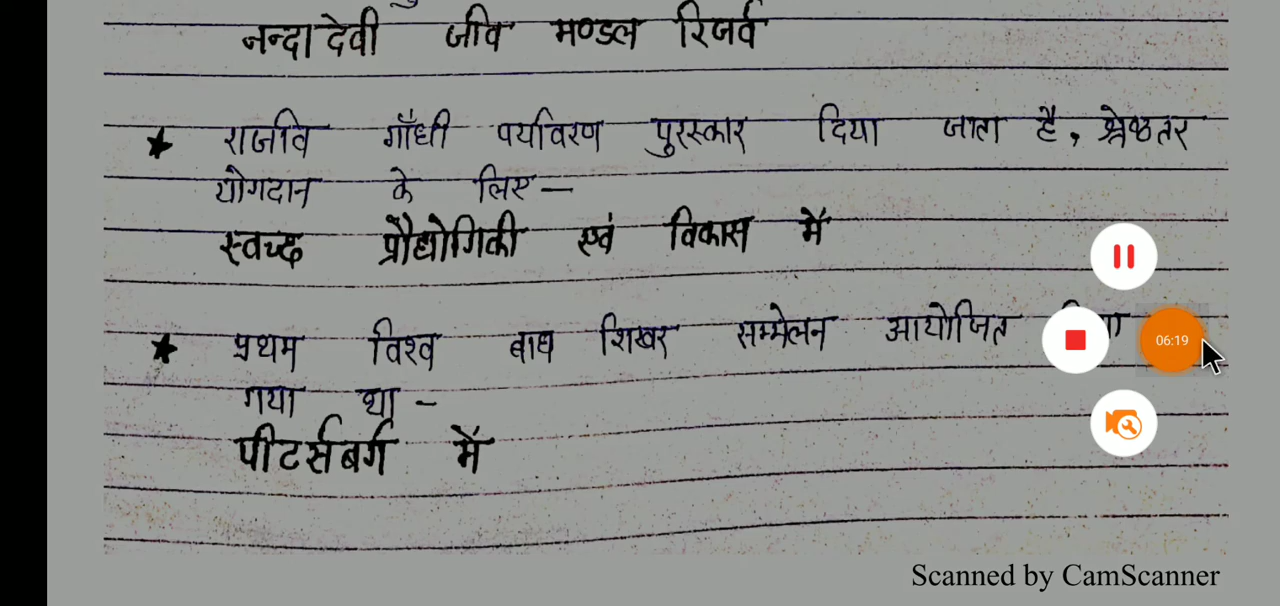 नन्दादेवी जीव मण्डल रिजर्व
★ राजीव गाँधी पर्यावरण पुरस्कार दिया जाता है, श्रेष्ठतर
योगदान के लिए –
स्वच्छ प्रौद्योगिकी एवं विकास में
★ प्रथम विश्व बाघ शिखर सम्मेलन आयोजित
06:19
गया था –
पीटर्सबर्ग में
Scanned by CamScanner